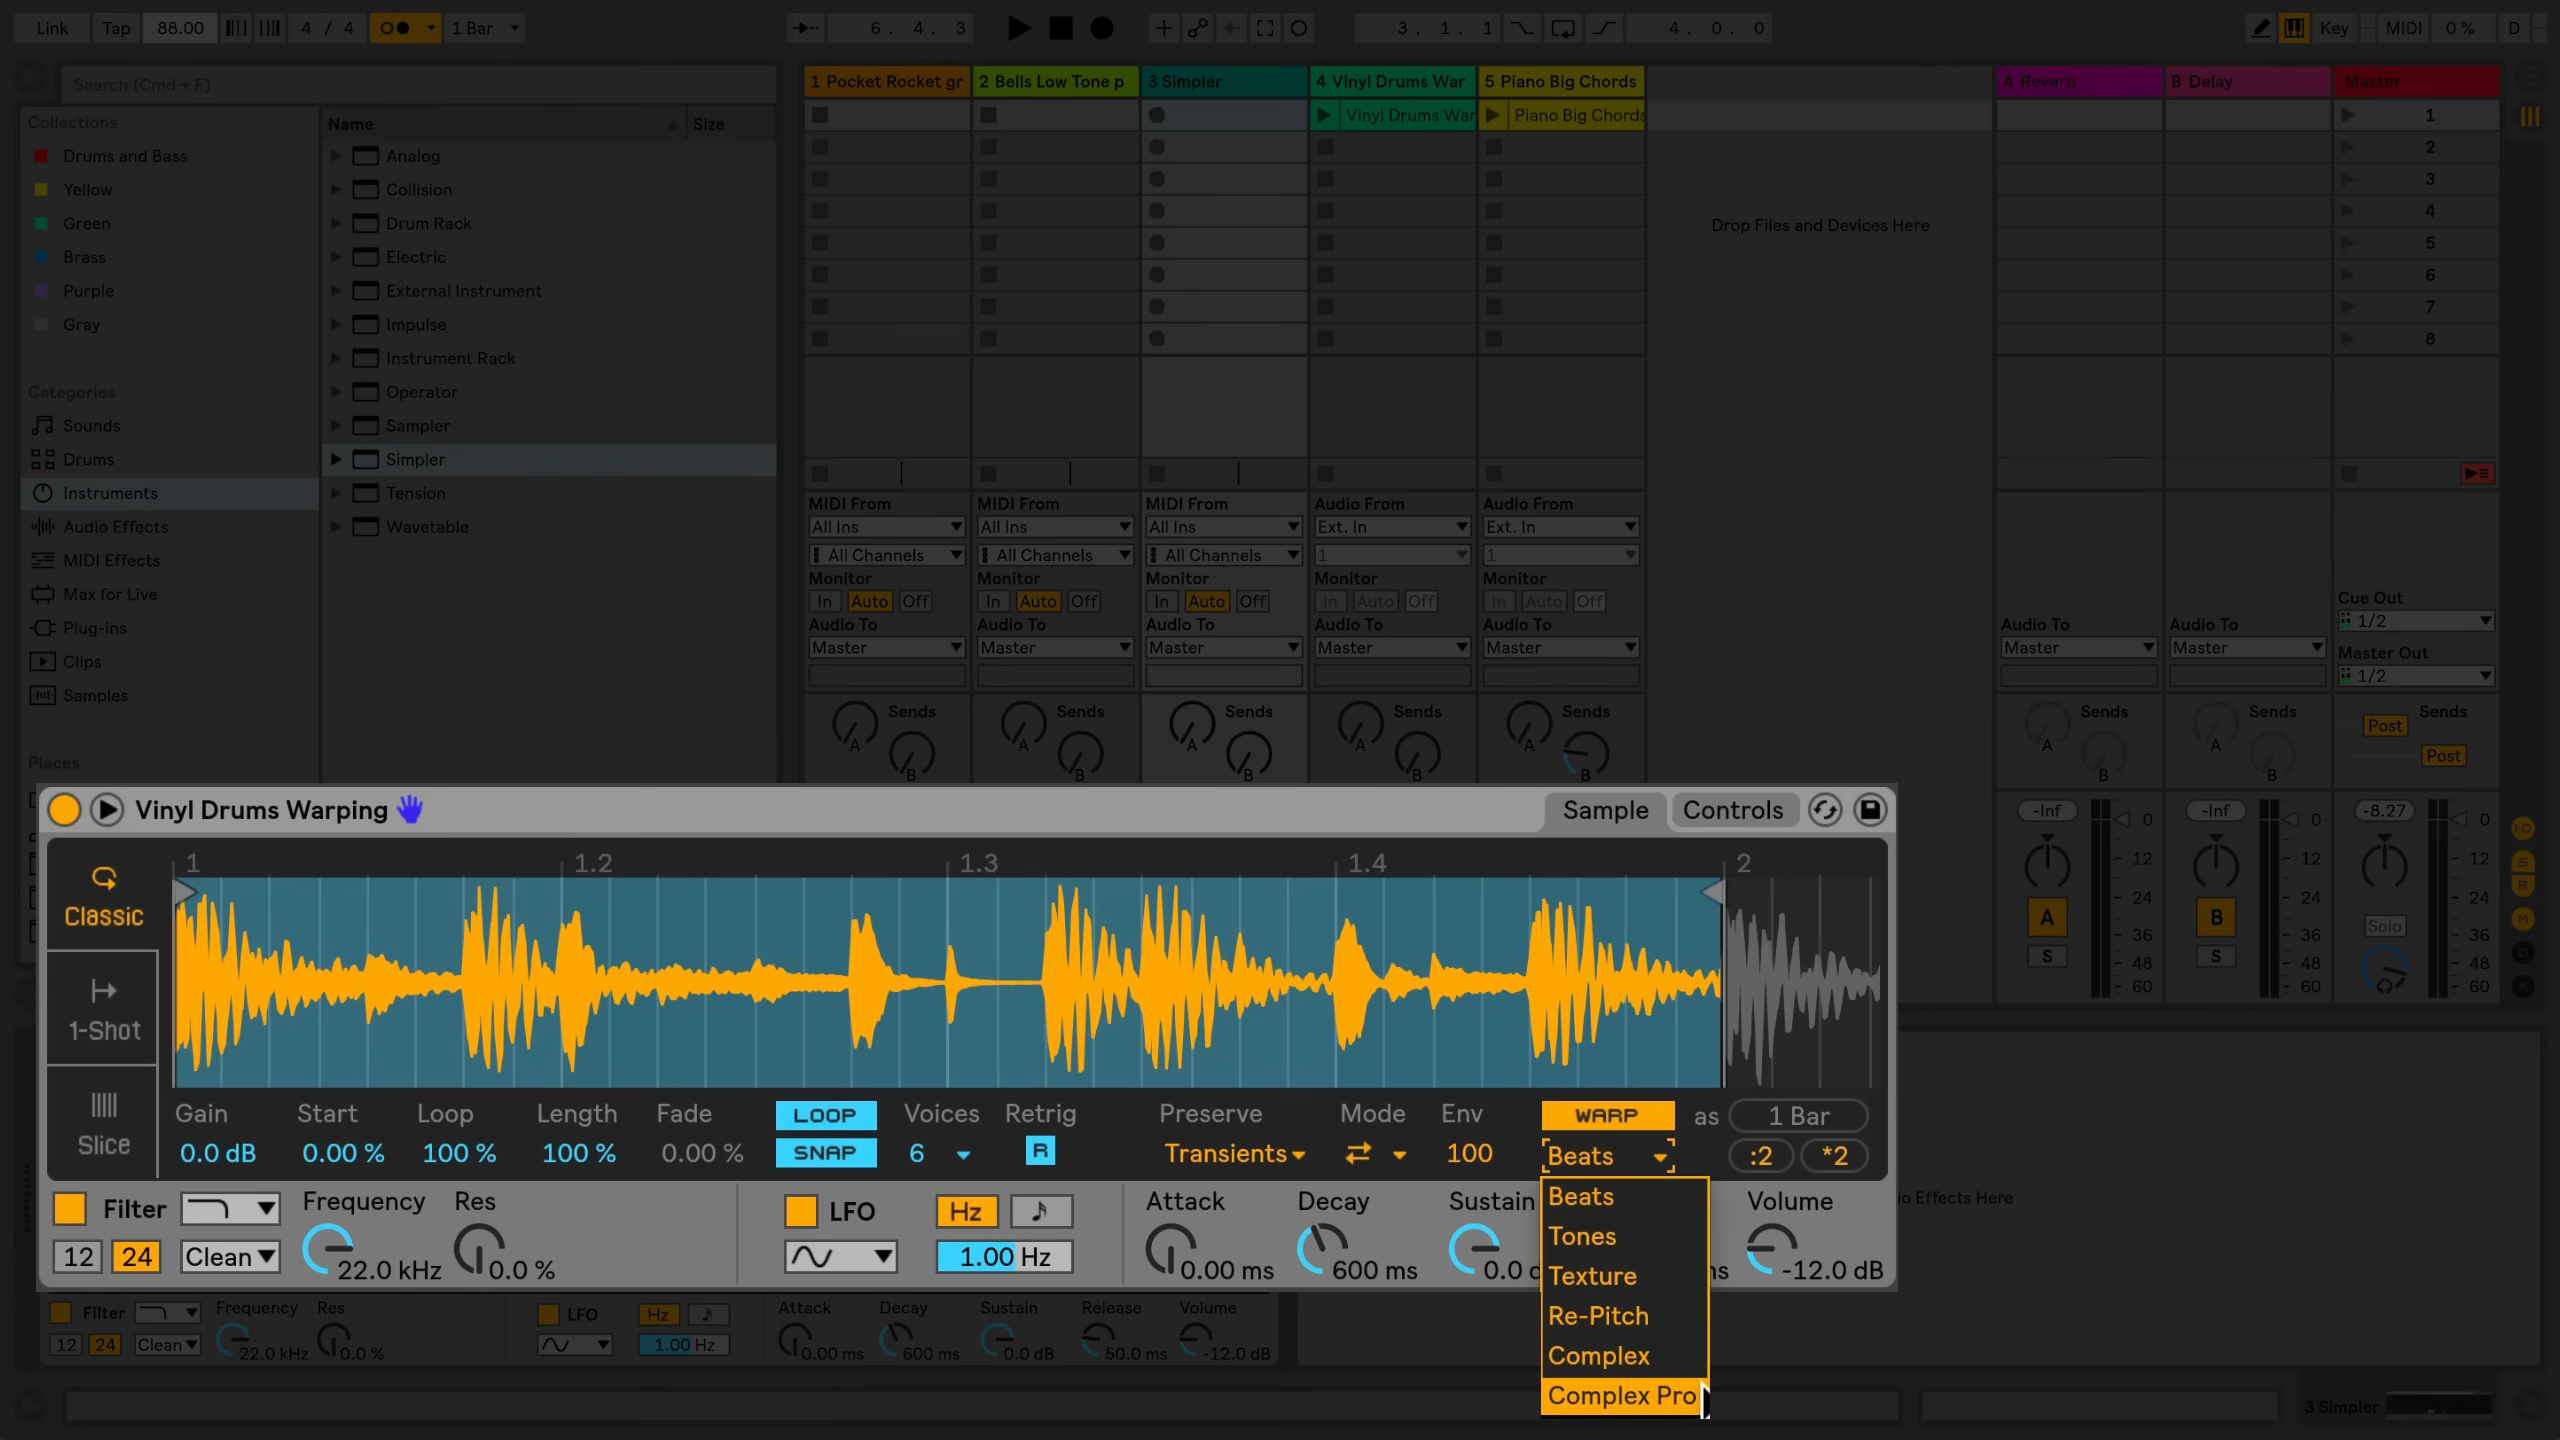 Link Tap 88.00 4 / 4 1 Bar 6. 4. 3 3. 1. 1 4. 0. 0 Key MIDI 0 % D
Search (Cmd + F)
Collections
Drums and Bass
Yellow
Green
Brass
Purple
Gray
Categories
Sounds
Drums
Instruments
Audio Effects
MIDI Effects
Max for Live
Plug-ins
Clips
Samples
Places
Name Size
Analog
Collision
Drum Rack
Electric
External Instrument
Impulse
Instrument Rack
Operator
Sampler
Simpler
Tension
Wavetable
1 Pocket Rocket gr 2 Bells Low Tone p 3 Simpler 4 Vinyl Drums War 5 Piano Big Chords A Reverb B Delay Master
Vinyl Drums War Piano Big Chords 1
2
3
4
5
6
7
8
Drop Files and Devices Here
MIDI From MIDI From MIDI From Audio From Audio From
All Ins All Ins All Ins Ext. In Ext. In
All Channels All Channels All Channels 1 1
Monitor Monitor Monitor Monitor Monitor
In Auto Off In Auto Off In Auto Off In Auto Off In Auto Off
Audio To Audio To Audio To Audio To Audio To Audio To Audio To
Master Master Master Master Master Master Master
Cue Out
1/2
Master Out
1/2
Sends Sends Sends Sends Sends Sends Sends Sends
A A A A A A A Post
B B B B B B B Post
-Inf 0 -Inf 0 -8.27 0
12 12 12
24 24 24
A B Solo
36 36 36
S S
48 48 48
60 60 60
I·O
S
R
M
Vinyl Drums Warping Sample Controls
1 1.2 1.3 1.4 2
Classic
1-Shot
Slice
Gain Start Loop Length Fade LOOP Voices Retrig Preserve Mode Env WARP as 1 Bar
0.0 dB 0.00 % 100 % 100 % 0.00 % SNAP 6 R Transients 100 Beats :2 *2
Filter Frequency Res LFO Hz Attack Decay Sustain Volume
12 24 Clean 22.0 kHz 0.0 % 1.00 Hz 0.00 ms 600 ms 0.0 d ms -12.0 dB
Beats
Tones
Texture
Re-Pitch
Complex
Complex Pro
io Effects Here
Filter Frequency Res LFO Hz Attack Decay Sustain Release Volume
12 24 Clean 22.0 kHz 0.0 % 1.00 Hz 0.00 ms 600 ms 0.0 dB 50.0 ms -12.0 dB
3 Simpler